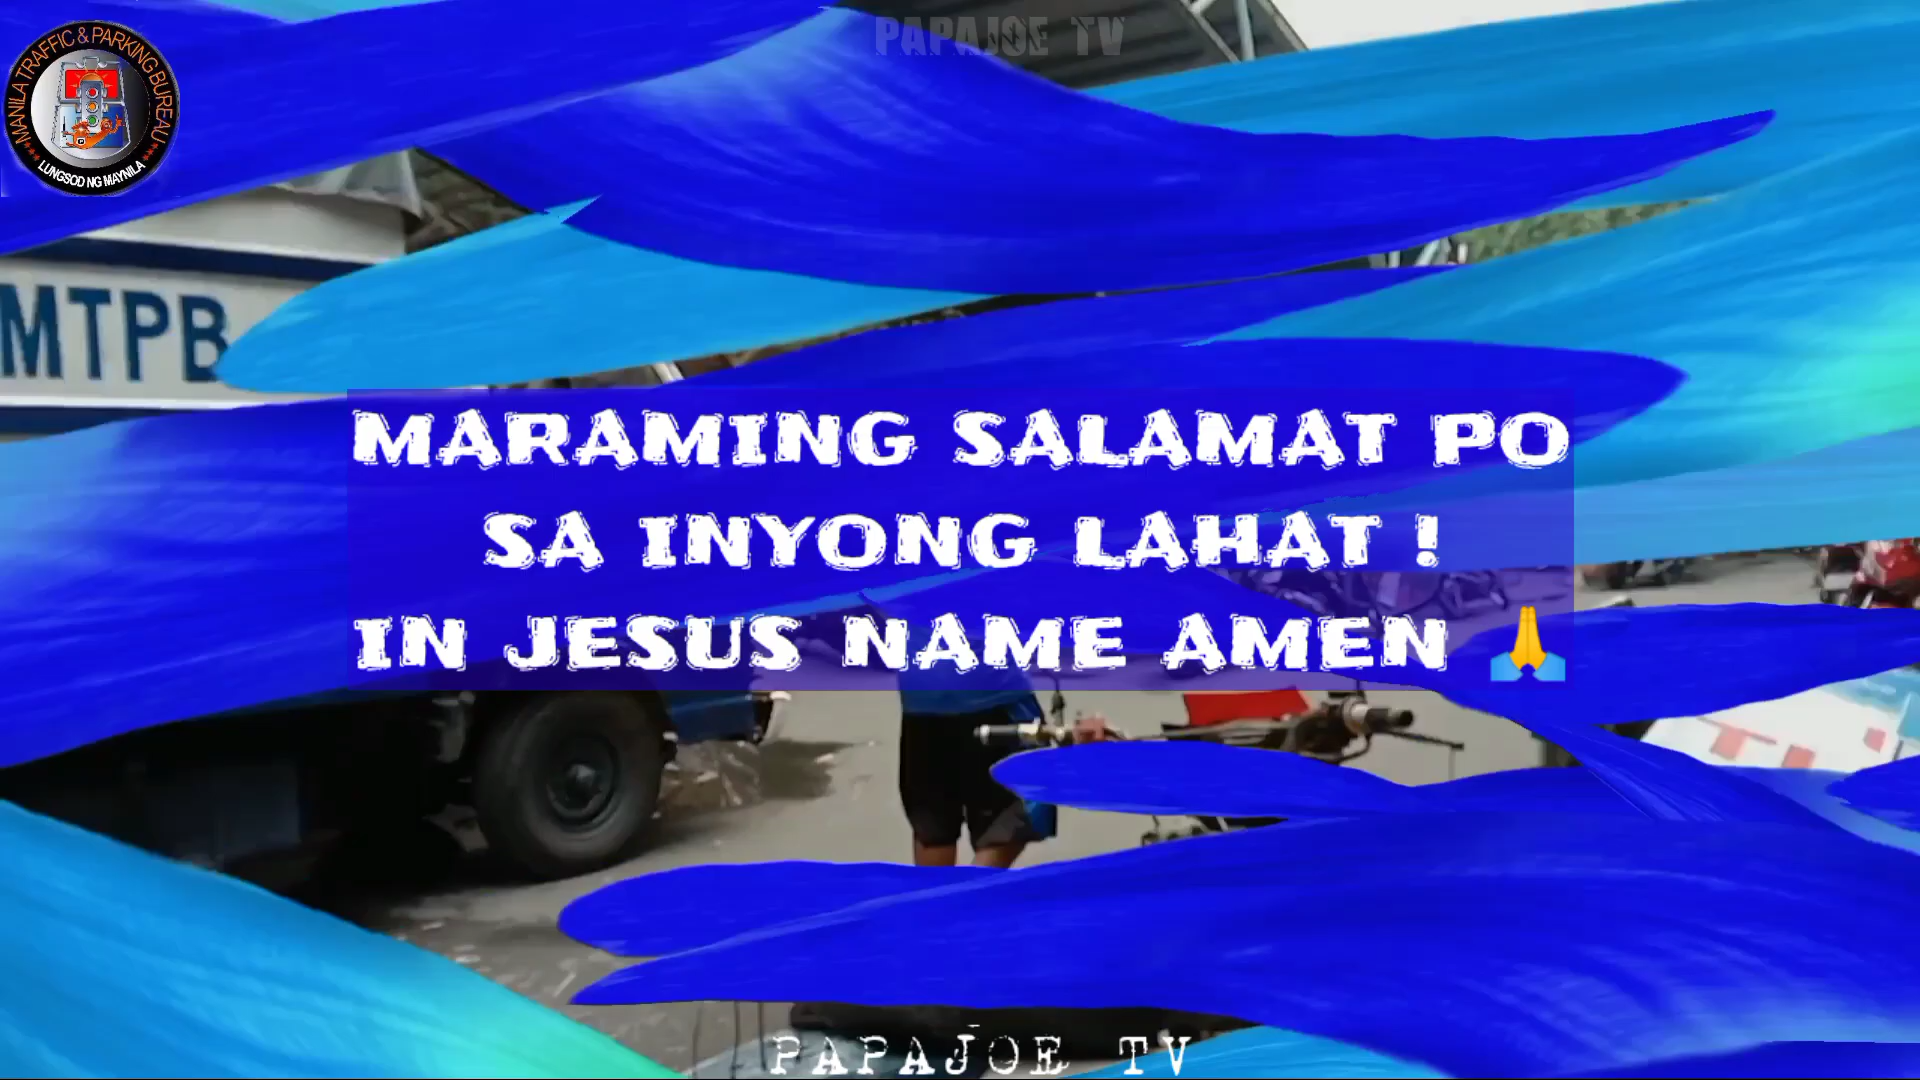 PAPAJOE TV
MANILA TRAFFIC & PARKING BUREAU
LUNGSOD NG MAYNILA
MTPB
MARAMING SALAMAT PO
SA INYONG LAHAT !
IN JESUS NAME AMEN 🙏
PAPAJOE TV